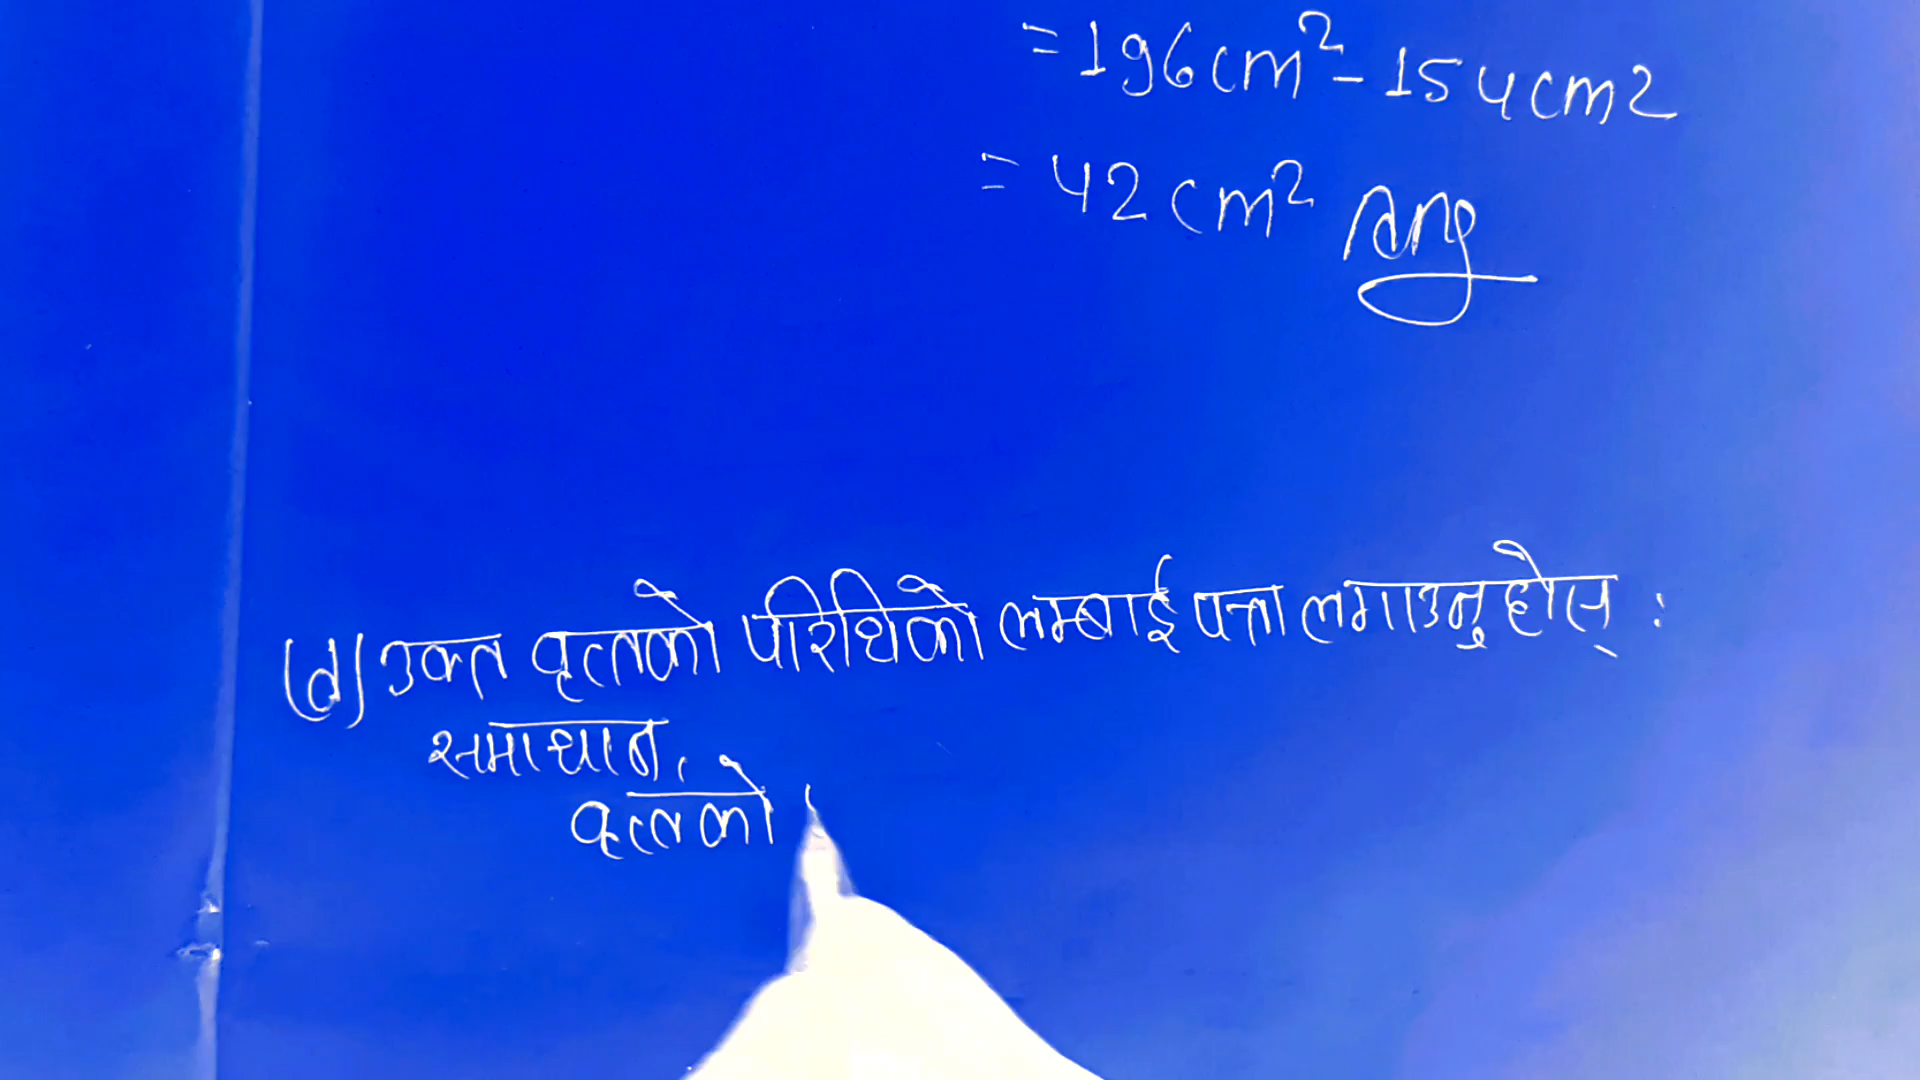 = 196cm² - 154cm2
= 42cm² Ans
(d) उक्त वृत्तको परिधिको लम्बाई पत्ता लगाउनुहोस् :
समाधान,
वृत्तको